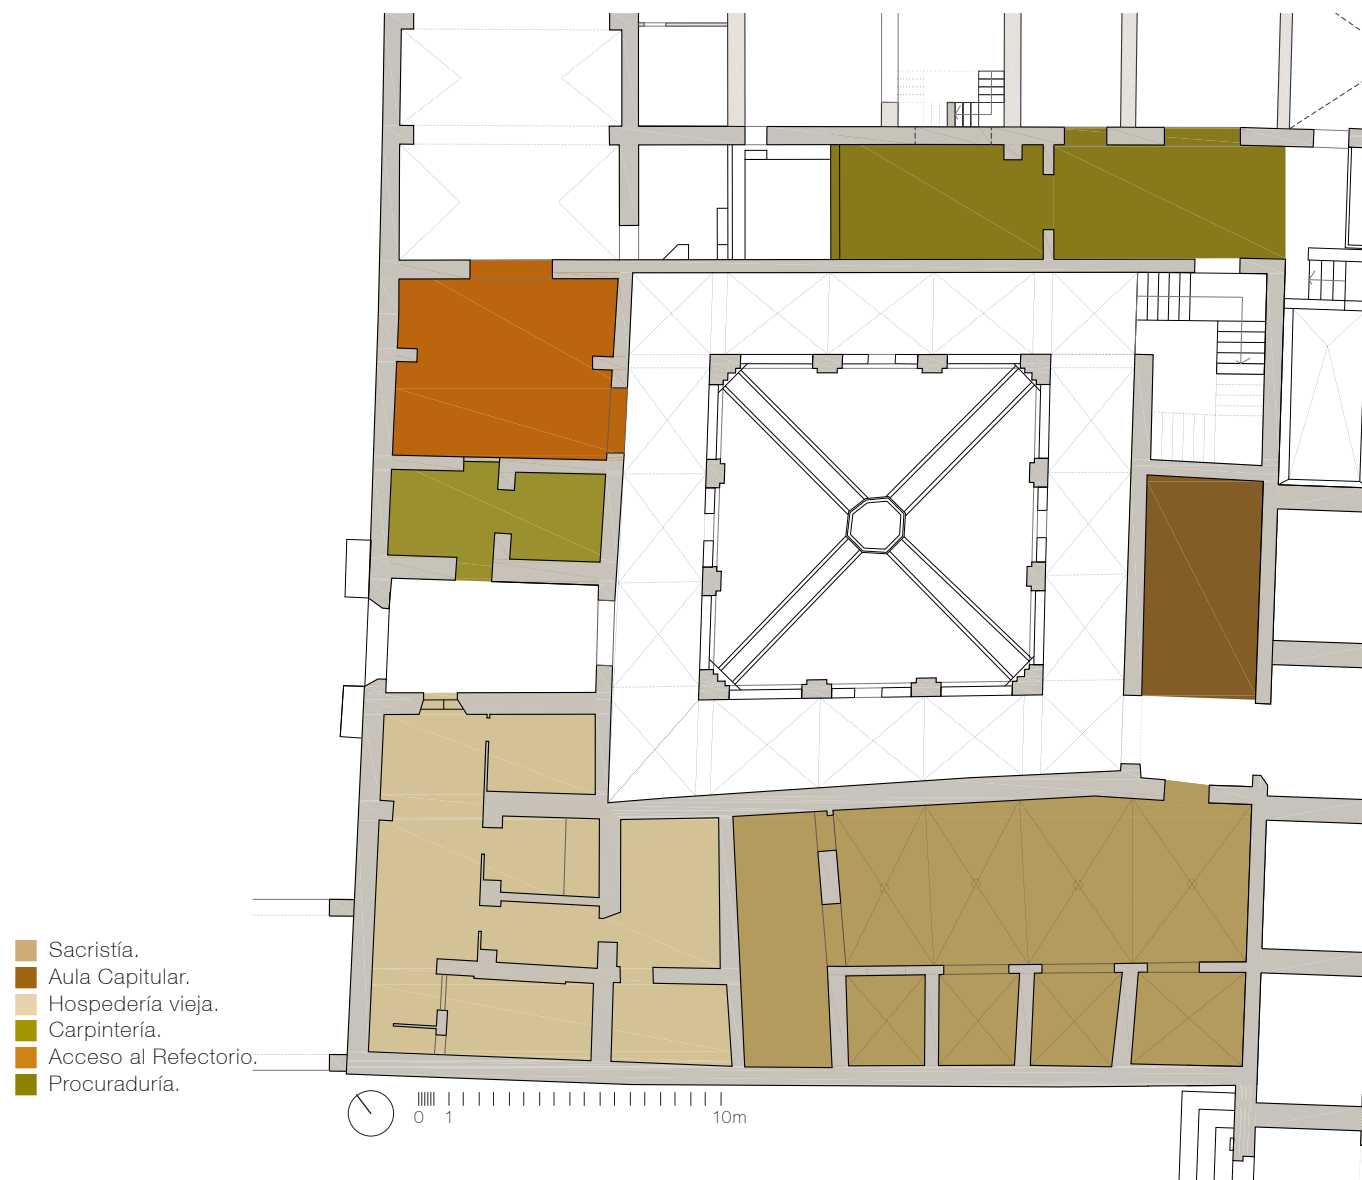 Sacristía.
Aula Capitular.
Hospedería vieja.
Carpintería.
Acceso al Refectorio.
Procuraduría.
0 1 10m